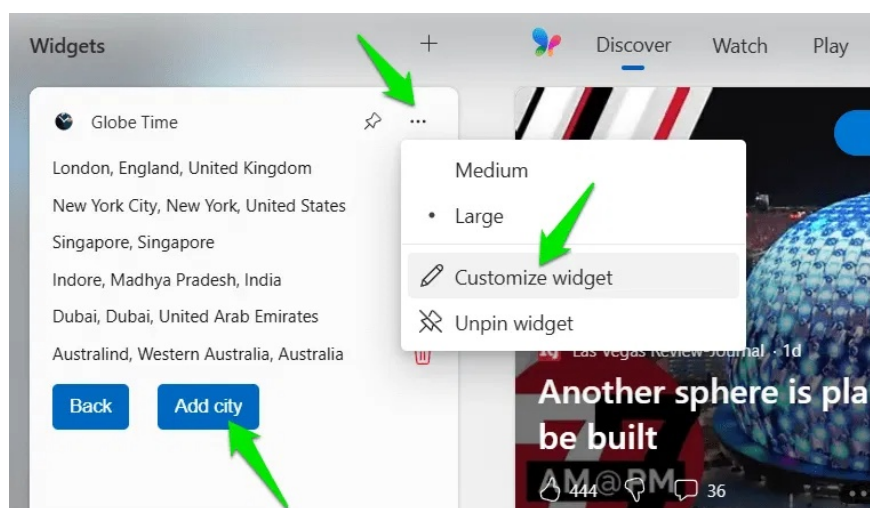 Widgets
Discover Watch Play
Globe Time
London, England, United Kingdom
New York City, New York, United States
Singapore, Singapore
Indore, Madhya Pradesh, India
Dubai, Dubai, United Arab Emirates
Australind, Western Australia, Australia
Back Add city
Medium
Large
Customize widget
Unpin widget
Las Vegas Review-Journal · 1d
Another sphere is pla
be built
AM@PM
444 36